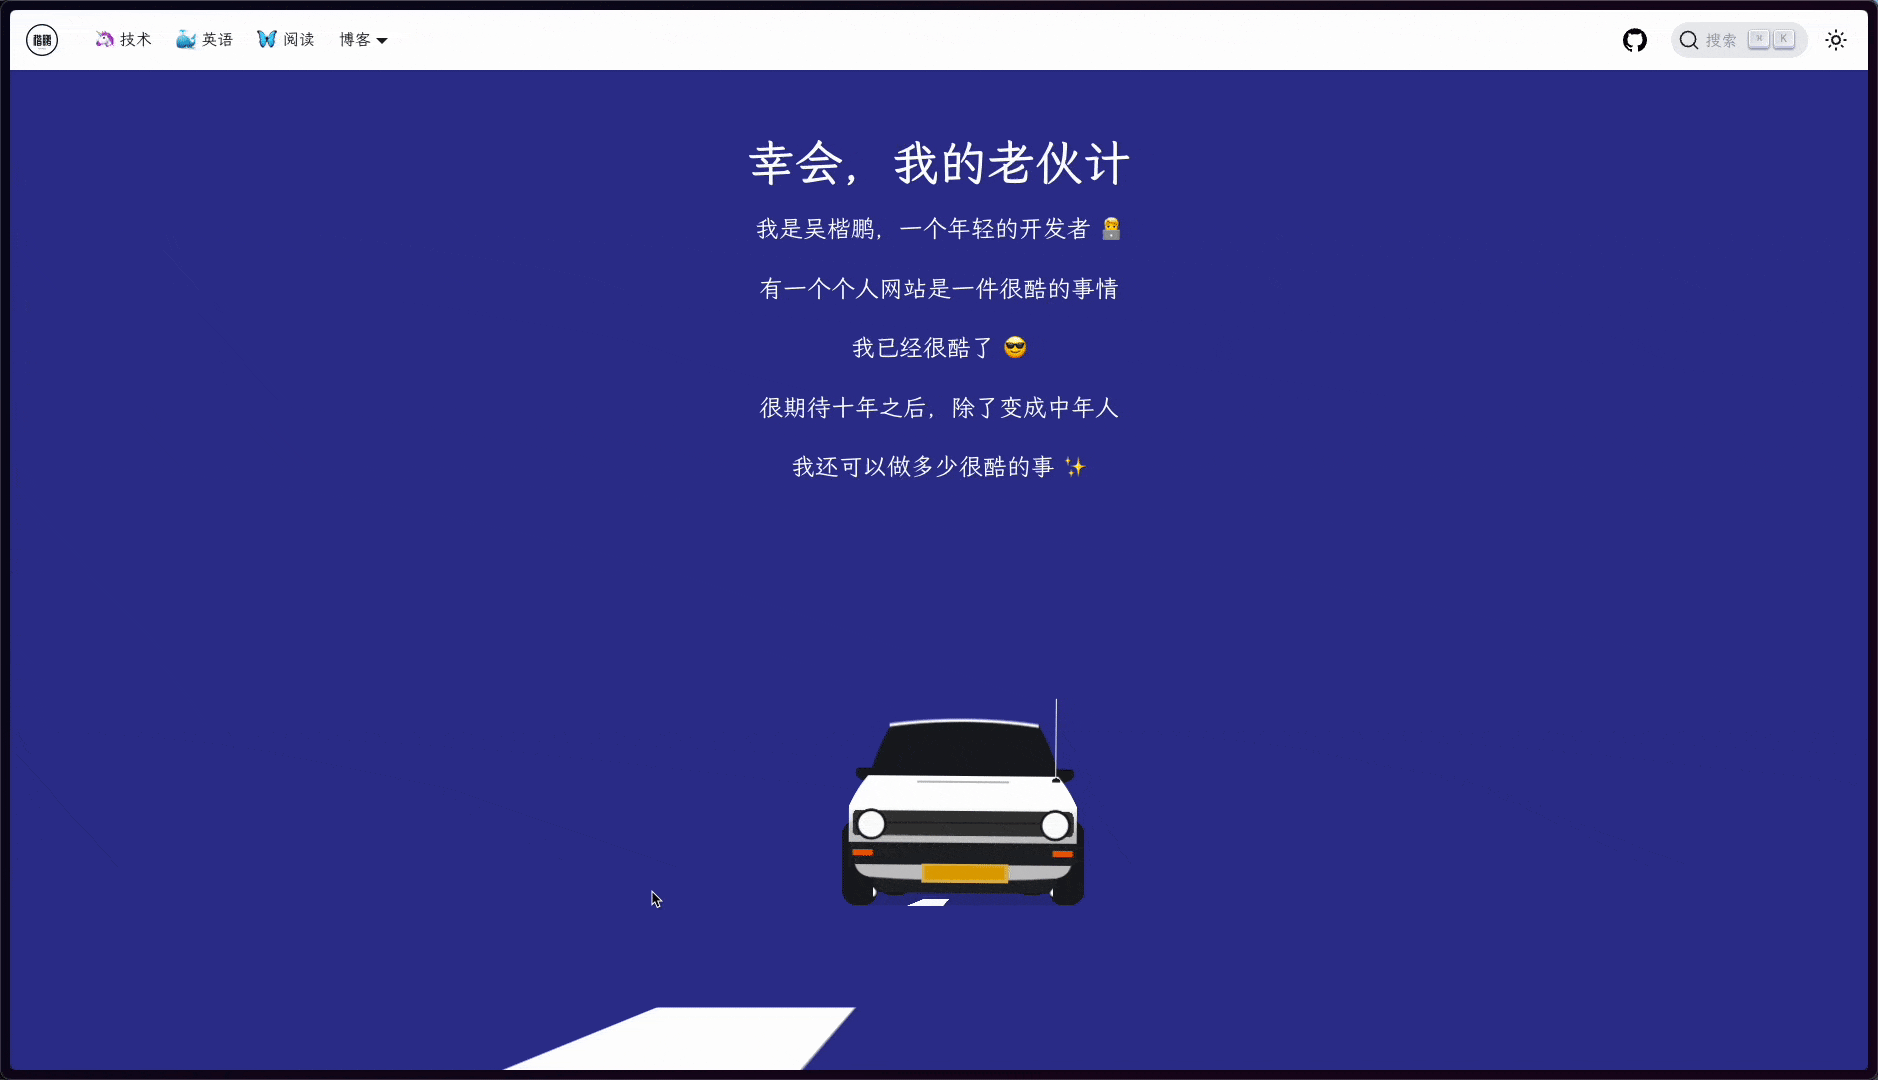 楷鹏
🦄 技术
🐳 英语
🦋 阅读
博客
搜索 ⌘ K
幸会，我的老伙计
我是吴楷鹏，一个年轻的开发者 👨‍💻
有一个个人网站是一件很酷的事情
我已经很酷了 😎
很期待十年之后，除了变成中年人
我还可以做多少很酷的事 ✨